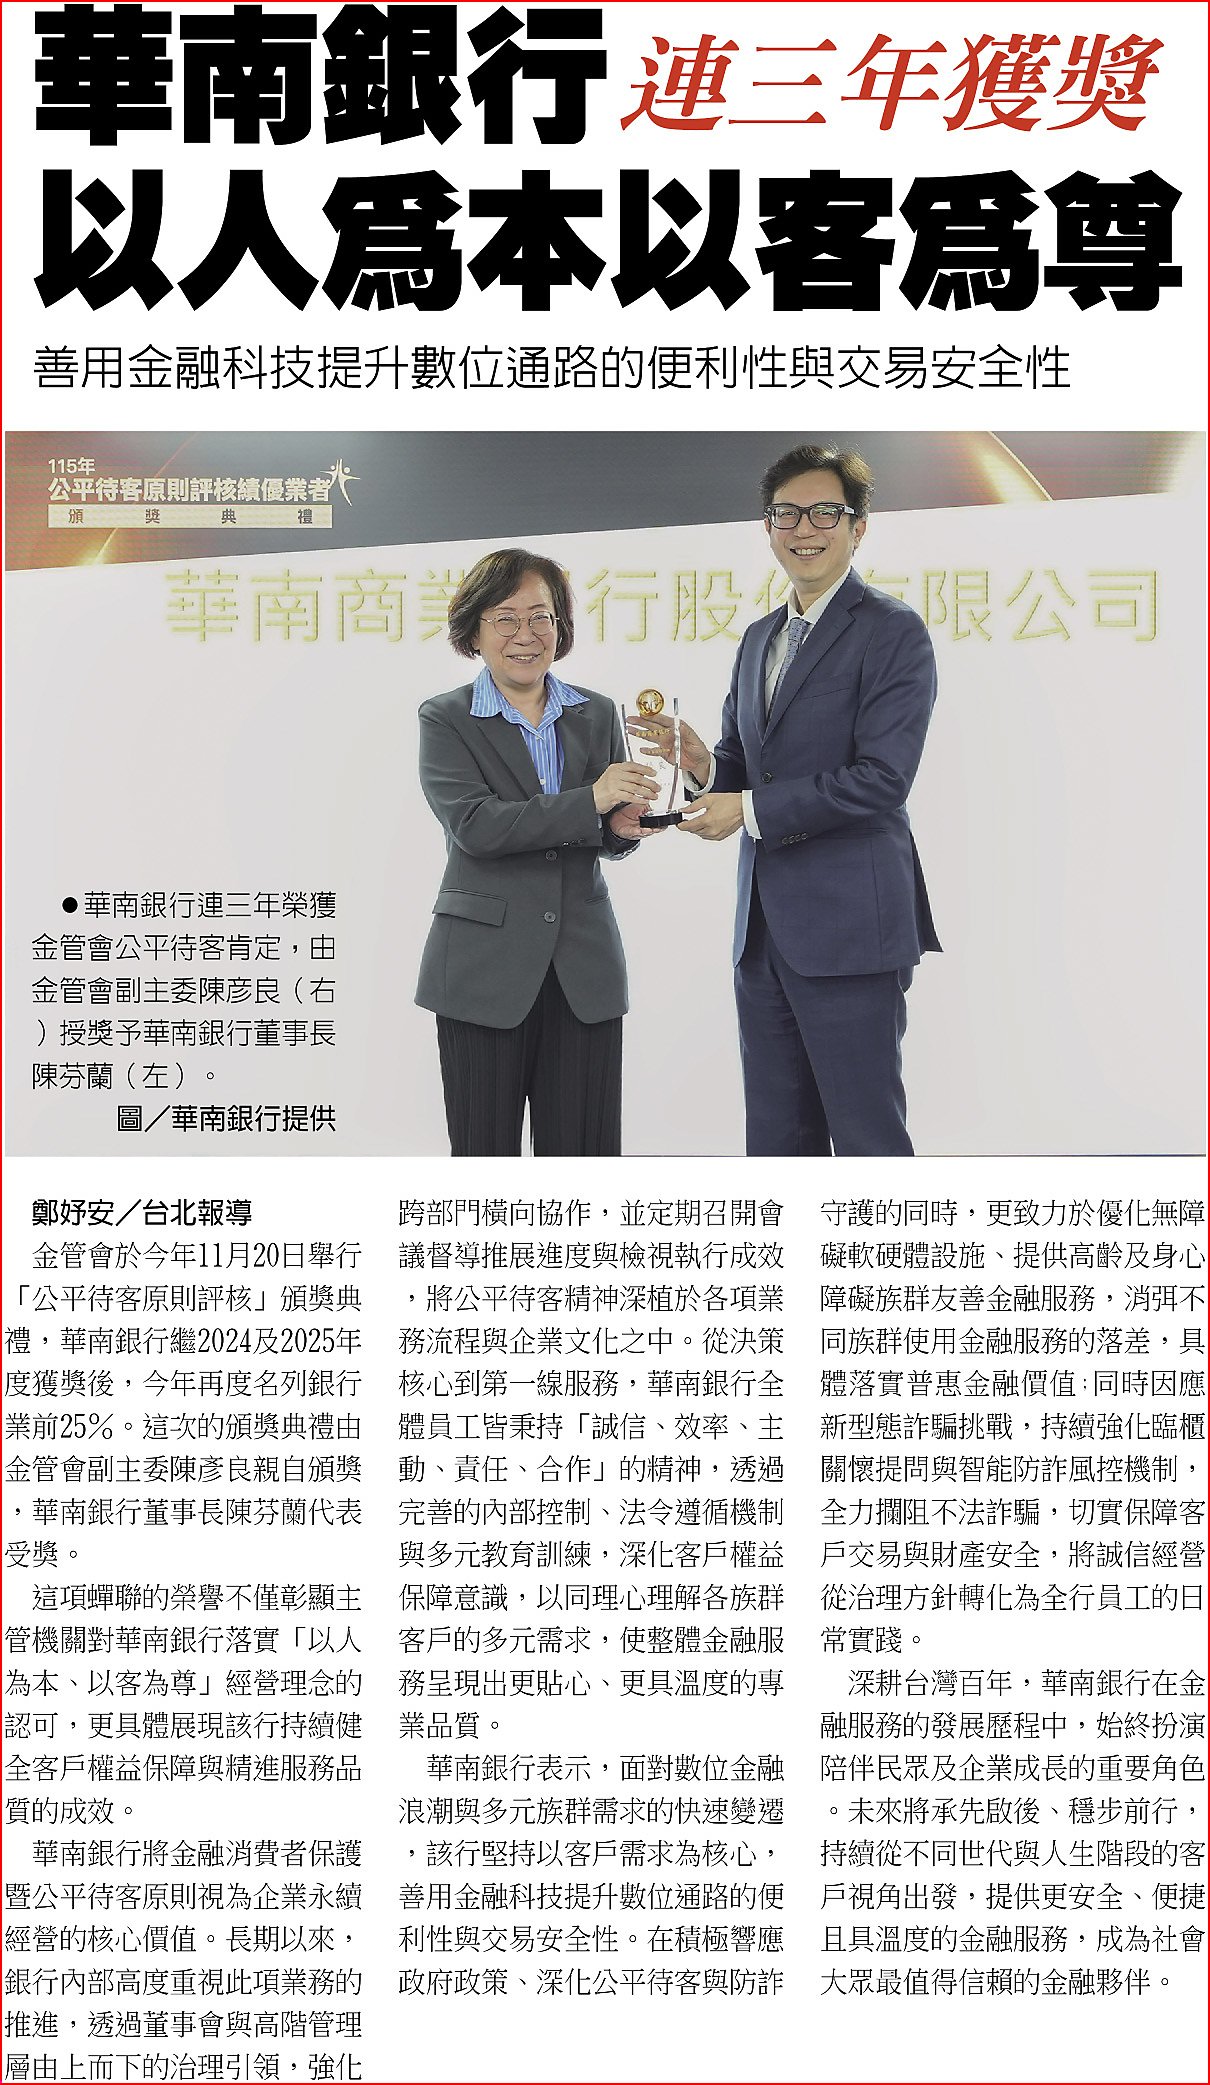 華南銀行 連三年獲獎
以人為本以客為尊
善用金融科技提升數位通路的便利性與交易安全性
115年
公平待客原則評核績優業者
頒獎典禮
華南商業銀行股份有限公司
●華南銀行連三年榮獲
金管會公平待客肯定，由
金管會副主委陳彥良（右
）授獎予華南銀行董事長
陳芬蘭（左）。
圖／華南銀行提供
鄭妤安／台北報導
金管會於今年11月20日舉行
「公平待客原則評核」頒獎典
禮，華南銀行繼2024及2025年
度獲獎後，今年再度名列銀行
業前25%。這次的頒獎典禮由
金管會副主委陳彥良親自頒獎
，華南銀行董事長陳芬蘭代表
受獎。
這項蟬聯的榮譽不僅彰顯主
管機關對華南銀行落實「以人
為本、以客為尊」經營理念的
認可，更具體展現該行持續健
全客戶權益保障與精進服務品
質的成效。
華南銀行將金融消費者保護
暨公平待客原則視為企業永續
經營的核心價值。長期以來，
銀行內部高度重視此項業務的
推進，透過董事會與高階管理
層由上而下的治理引領，強化
跨部門橫向協作，並定期召開會
議督導推展進度與檢視執行成效
，將公平待客精神深植於各項業
務流程與企業文化之中。從決策
核心到第一線服務，華南銀行全
體員工皆秉持「誠信、效率、主
動、責任、合作」的精神，透過
完善的內部控制、法令遵循機制
與多元教育訓練，深化客戶權益
保障意識，以同理心理解各族群
客戶的多元需求，使整體金融服
務呈現出更貼心、更具溫度的專
業品質。
華南銀行表示，面對數位金融
浪潮與多元族群需求的快速變遷
，該行堅持以客戶需求為核心，
善用金融科技提升數位通路的便
利性與交易安全性。在積極響應
政府政策、深化公平待客與防詐
守護的同時，更致力於優化無障
礙軟硬體設施、提供高齡及身心
障礙族群友善金融服務，消弭不
同族群使用金融服務的落差，具
體落實普惠金融價值；同時因應
新型態詐騙挑戰，持續強化臨櫃
關懷提問與智能防詐風控機制，
全力攔阻不法詐騙，切實保障客
戶交易與財產安全，將誠信經營
從治理方針轉化為全行員工的日
常實踐。
深耕台灣百年，華南銀行在金
融服務的發展歷程中，始終扮演
陪伴民眾及企業成長的重要角色
。未來將承先啟後、穩步前行，
持續從不同世代與人生階段的客
戶視角出發，提供更安全、便捷
且具溫度的金融服務，成為社會
大眾最值得信賴的金融夥伴。